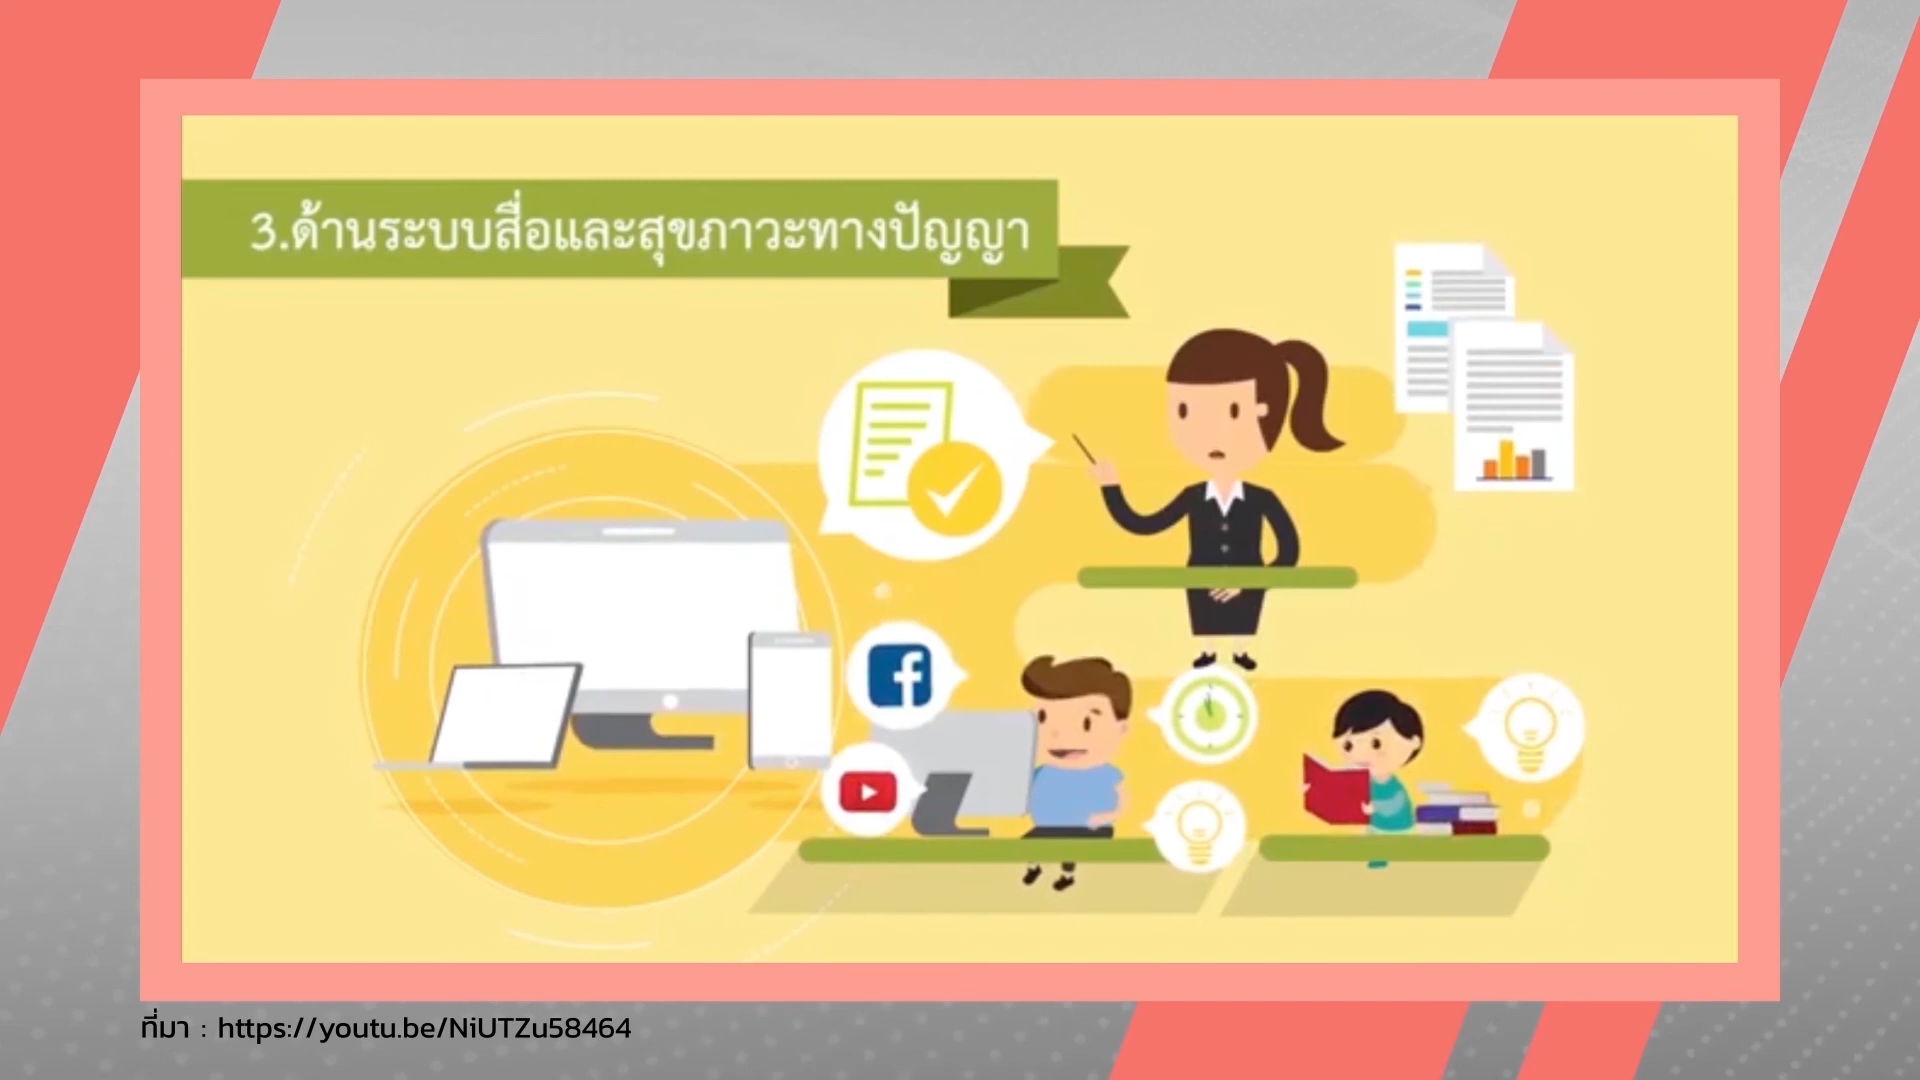 3.ด้านระบบสื่อและสุขภาวะทางปัญญา
ที่มา : https://youtu.be/NiUTZu58464